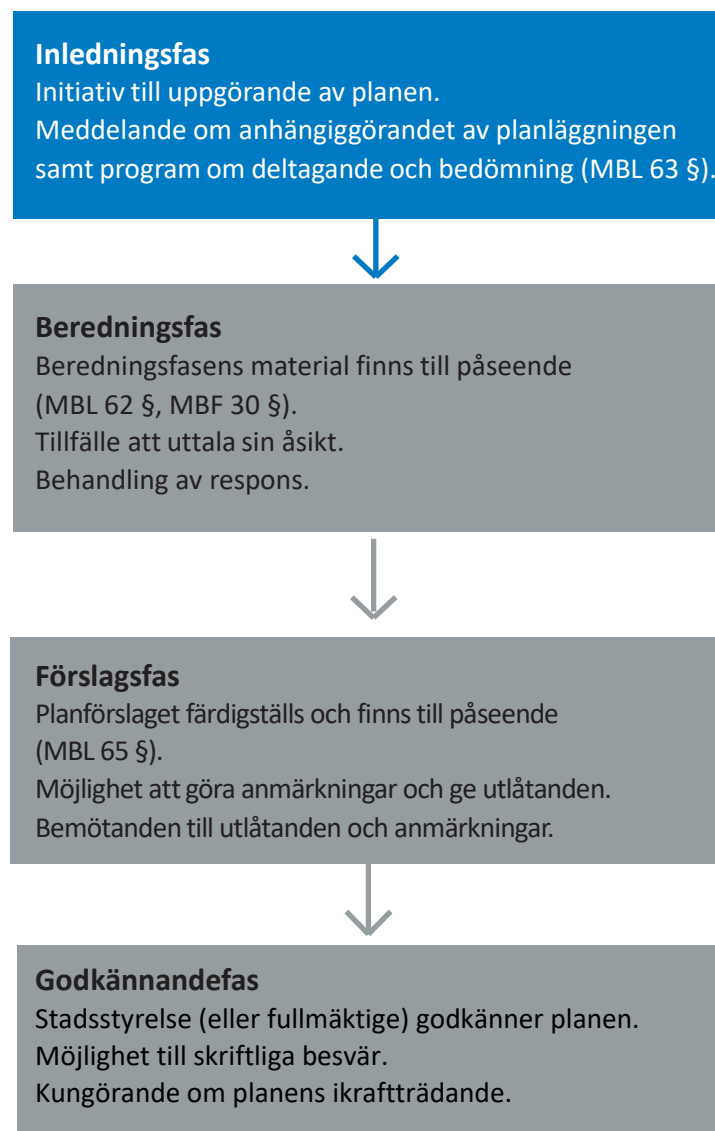 Inledningsfas
Initiativ till uppgörande av planen.
Meddelande om anhängiggörandet av planläggningen
samt program om deltagande och bedömning (MBL 63 §).
Beredningsfas
Beredningsfasens material finns till påseende
(MBL 62 §, MBF 30 §).
Tillfälle att uttala sin åsikt.
Behandling av respons.
Förslagsfas
Planförslaget färdigställs och finns till påseende
(MBL 65 §).
Möjlighet att göra anmärkningar och ge utlåtanden.
Bemötanden till utlåtanden och anmärkningar.
Godkännandefas
Stadsstyrelse (eller fullmäktige) godkänner planen.
Möjlighet till skriftliga besvär.
Kungörande om planens ikraftträdande.